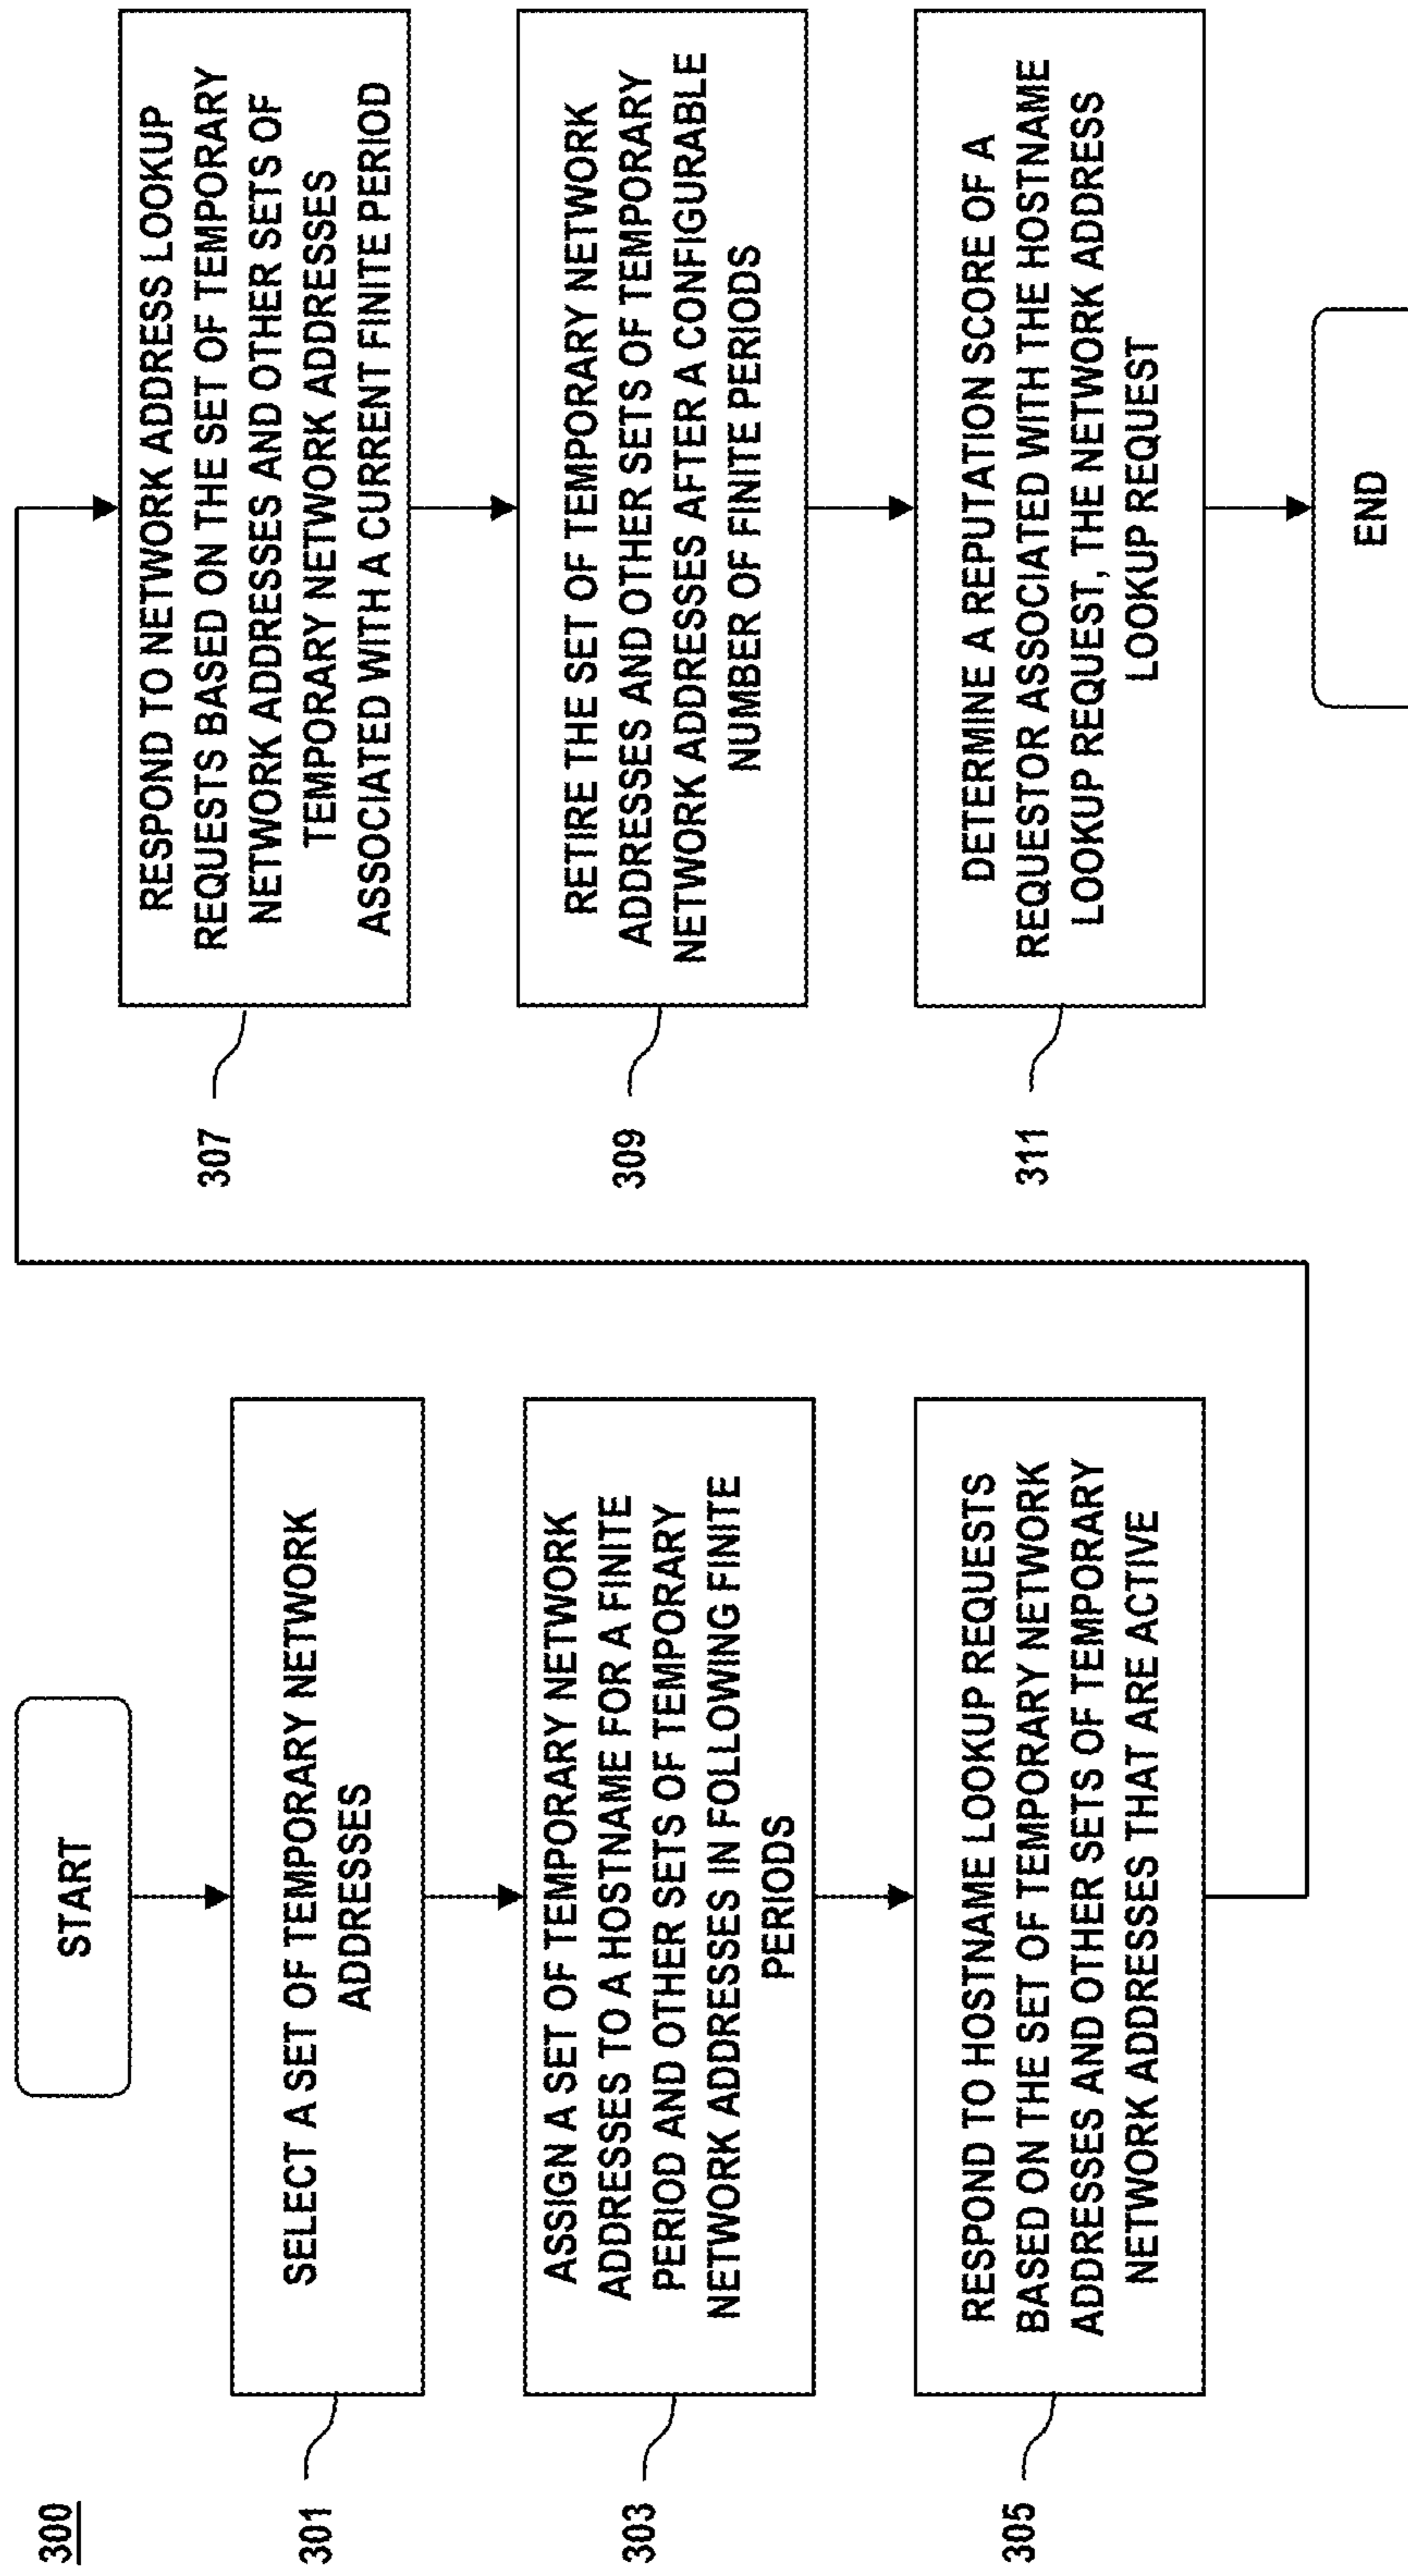 300
START
301
SELECT A SET OF TEMPORARY NETWORK
ADDRESSES
303
ASSIGN A SET OF TEMPORARY NETWORK
ADDRESSES TO A HOSTNAME FOR A FINITE
PERIOD AND OTHER SETS OF TEMPORARY
NETWORK ADDRESSES IN FOLLOWING FINITE
PERIODS
305
RESPOND TO HOSTNAME LOOKUP REQUESTS
BASED ON THE SET OF TEMPORARY NETWORK
ADDRESSES AND OTHER SETS OF TEMPORARY
NETWORK ADDRESSES THAT ARE ACTIVE
307
RESPOND TO NETWORK ADDRESS LOOKUP
REQUESTS BASED ON THE SET OF TEMPORARY
NETWORK ADDRESSES AND OTHER SETS OF
TEMPORARY NETWORK ADDRESSES
ASSOCIATED WITH A CURRENT FINITE PERIOD
309
RETIRE THE SET OF TEMPORARY NETWORK
ADDRESSES AND OTHER SETS OF TEMPORARY
NETWORK ADDRESSES AFTER A CONFIGURABLE
NUMBER OF FINITE PERIODS
311
DETERMINE A REPUTATION SCORE OF A
REQUESTOR ASSOCIATED WITH THE HOSTNAME
LOOKUP REQUEST, THE NETWORK ADDRESS
LOOKUP REQUEST
END